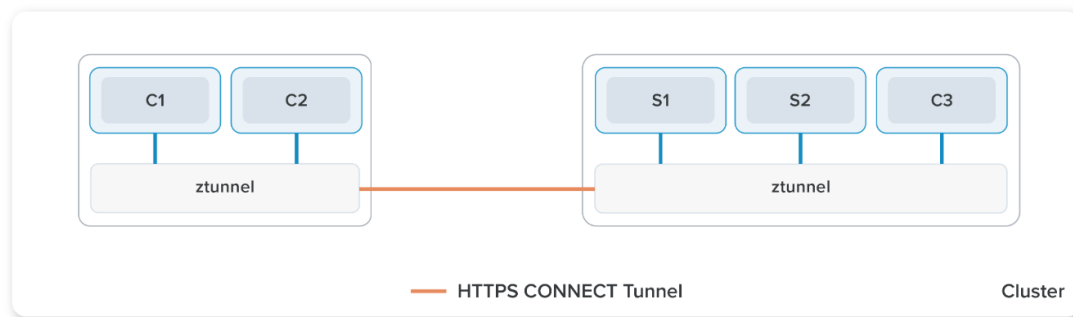 C1
C2
S1
S2
C3
ztunnel
ztunnel
HTTPS CONNECT Tunnel
Cluster